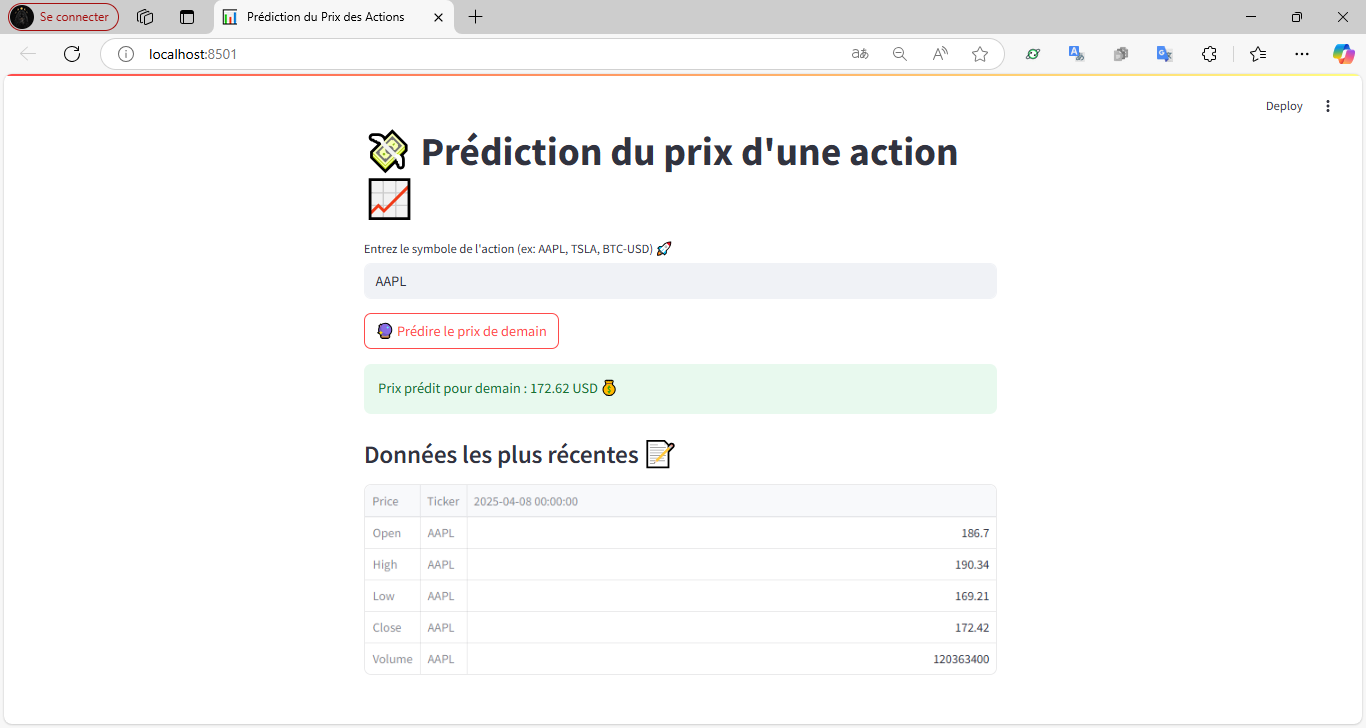 Se connecter
Prédiction du Prix des Actions
localhost:8501
Deploy
Prédiction du prix d'une action
Entrez le symbole de l'action (ex: AAPL, TSLA, BTC-USD)
AAPL
Prédire le prix de demain
Prix prédit pour demain : 172.62 USD
Données les plus récentes
Price Ticker 2025-04-08 00:00:00
Open AAPL 186.7
High AAPL 190.34
Low AAPL 169.21
Close AAPL 172.42
Volume AAPL 120363400